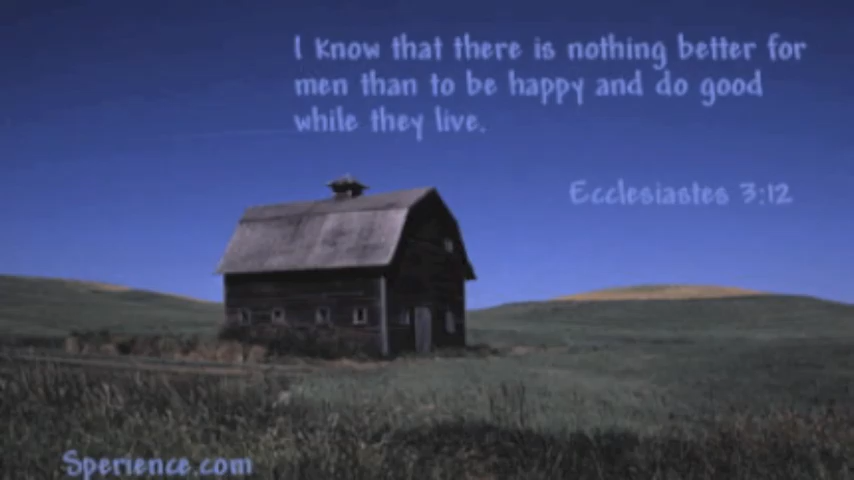 I know that there is nothing better for
men than to be happy and do good
while they live.
Ecclesiastes 3:12
Sperience.com